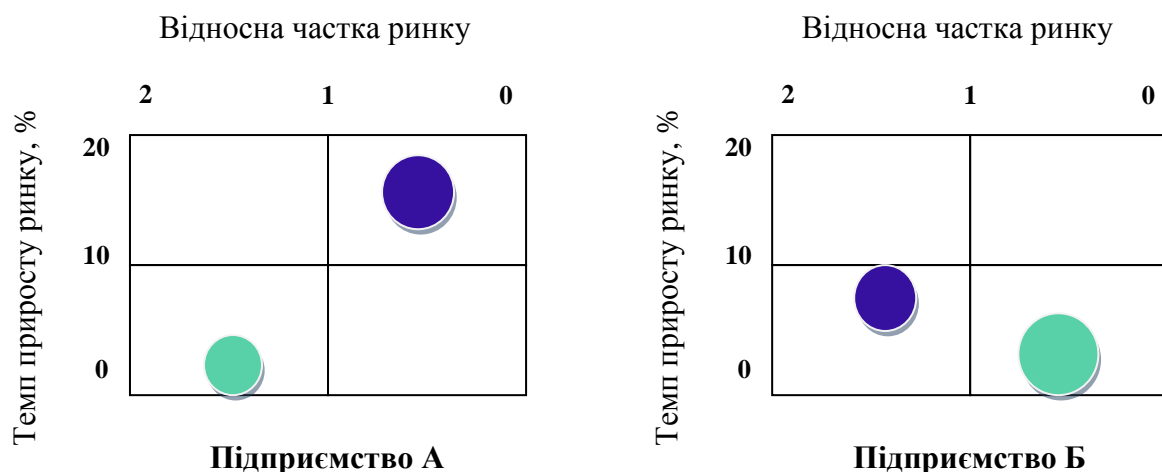 Відносна частка ринку
2 1 0
Темп приросту ринку, %
20
10
0
Підприємство А
Відносна частка ринку
2 1 0
Темп приросту ринку, %
20
10
0
Підприємство Б